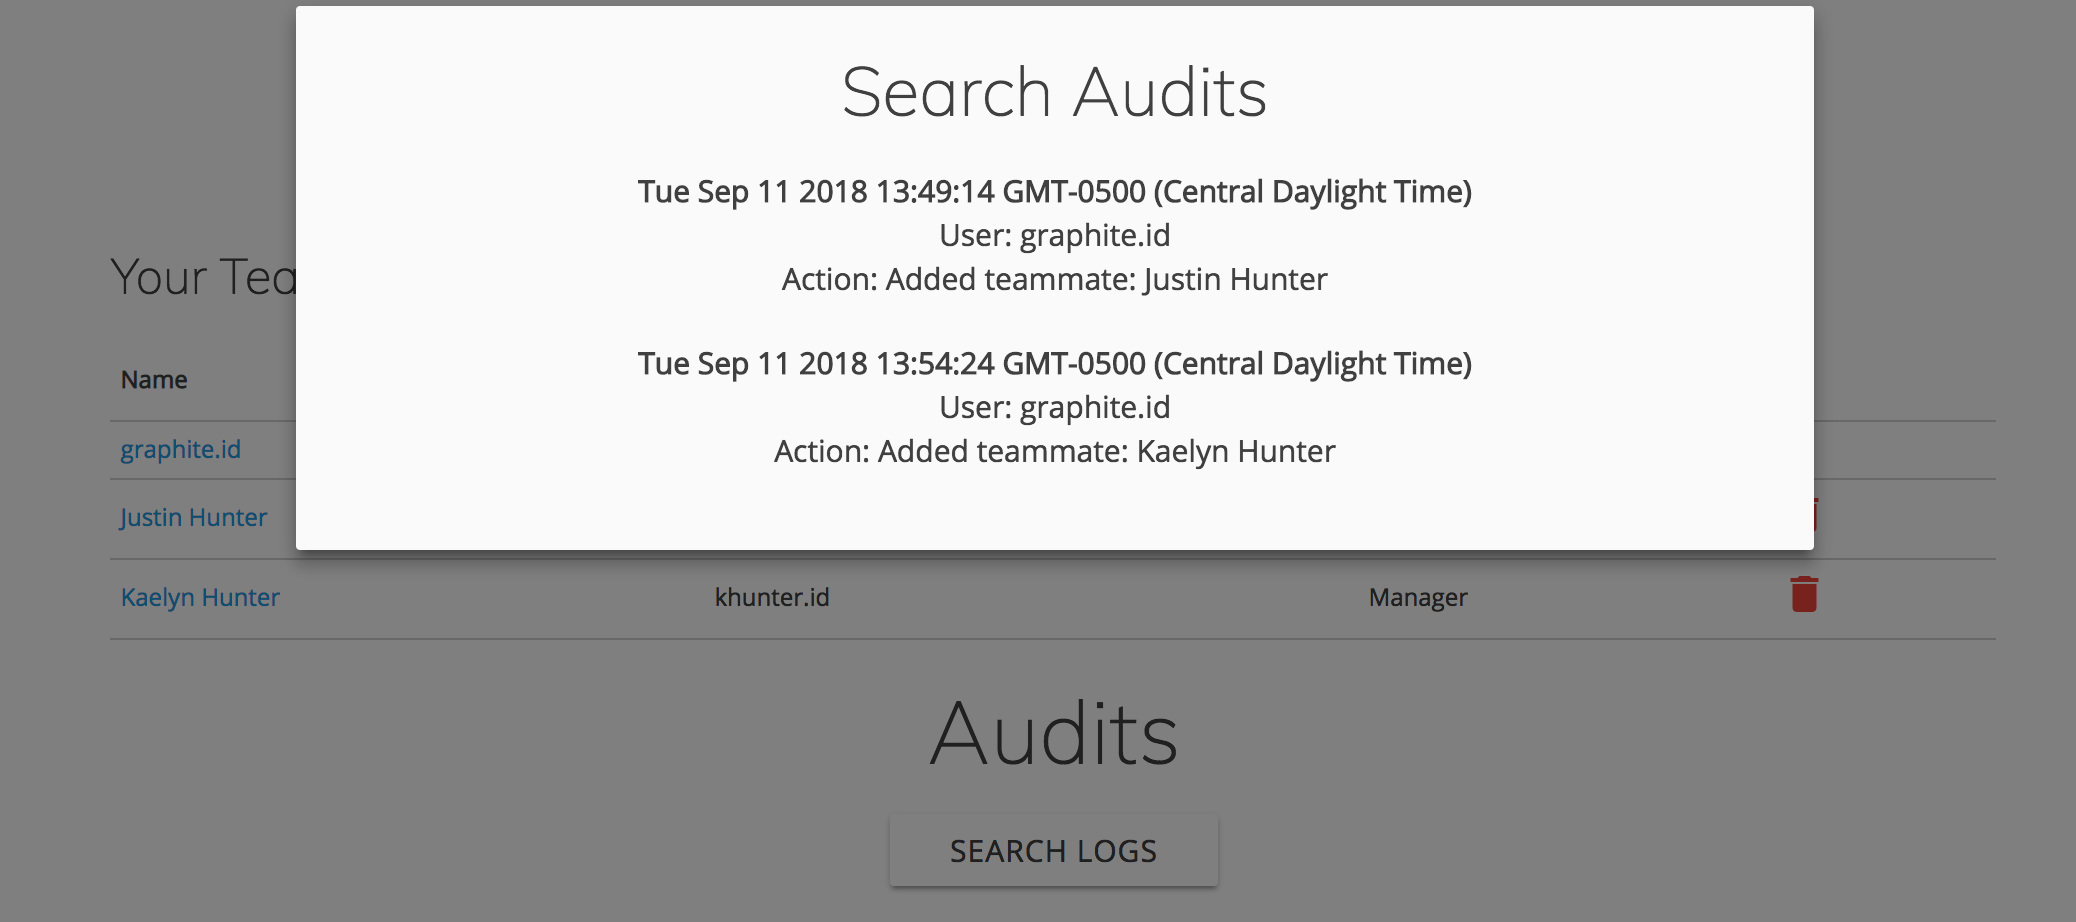 Search Audits
Tue Sep 11 2018 13:49:14 GMT-0500 (Central Daylight Time)
User: graphite.id
Action: Added teammate: Justin Hunter
Tue Sep 11 2018 13:54:24 GMT-0500 (Central Daylight Time)
User: graphite.id
Action: Added teammate: Kaelyn Hunter
Your
Name
graphite.id
Justin Hunter
Kaelyn Hunter khunter.id Manager
Audits
SEARCH LOGS